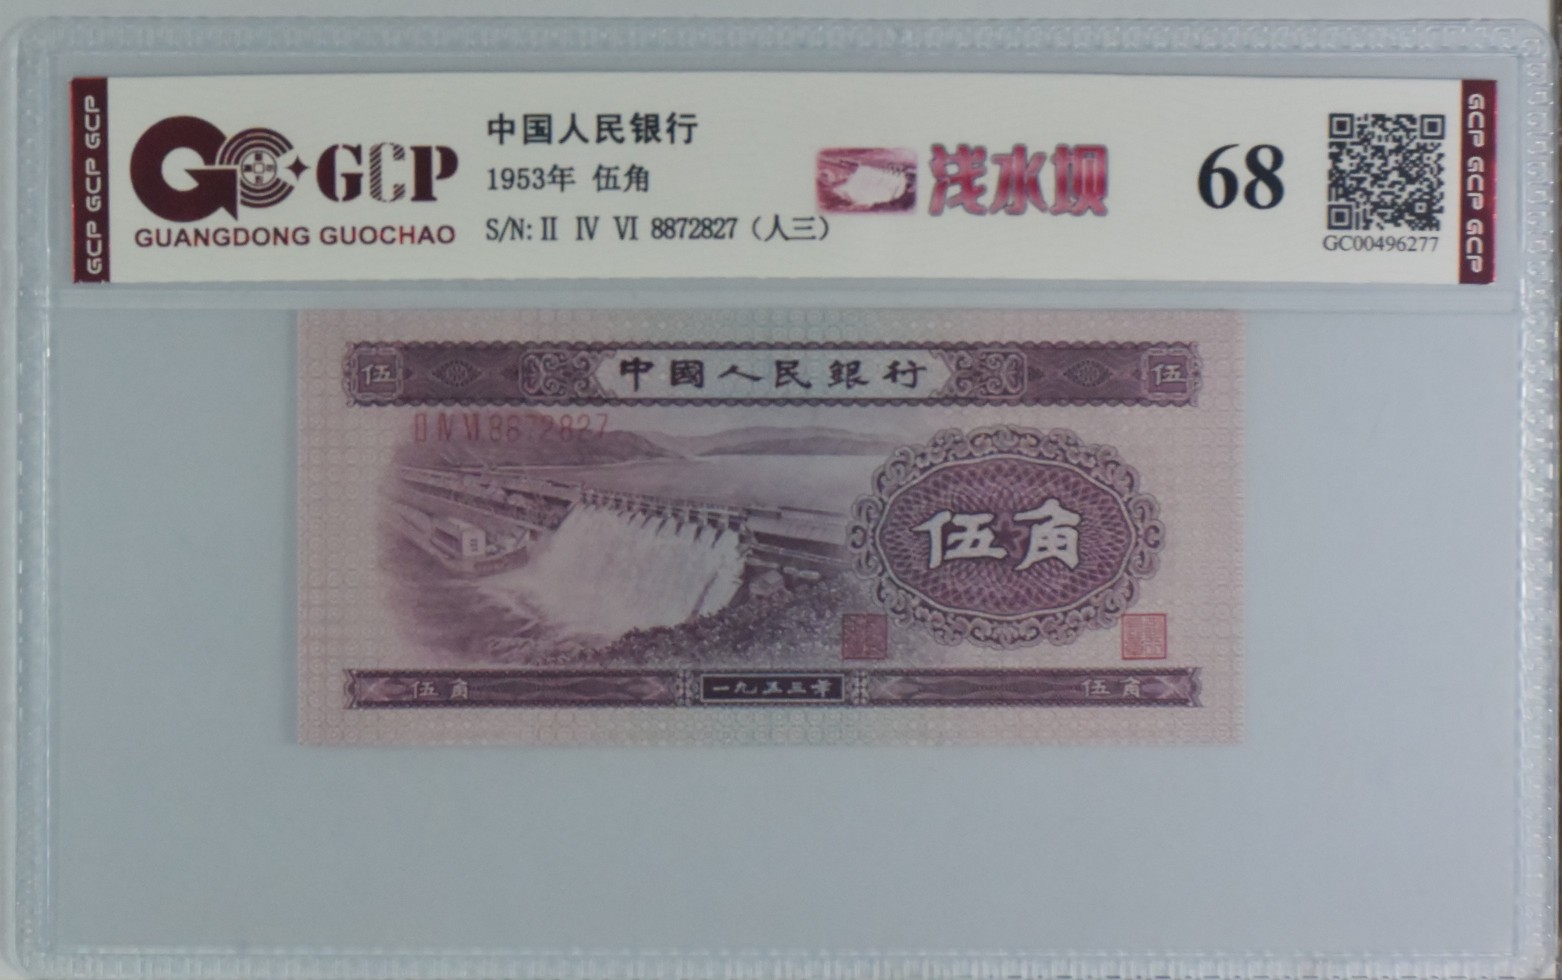 GCP GCP GCP
GCP
GUANGDONG GUOCHAO
中国人民银行
1953年 伍角
S/N: II IV VI 8872827（人三）
浅水坝
68
GC00496277
GCP GCP GCP
伍 中國人民銀行 伍
II IV VI 8872827
伍角
伍角 一九五三年 伍角